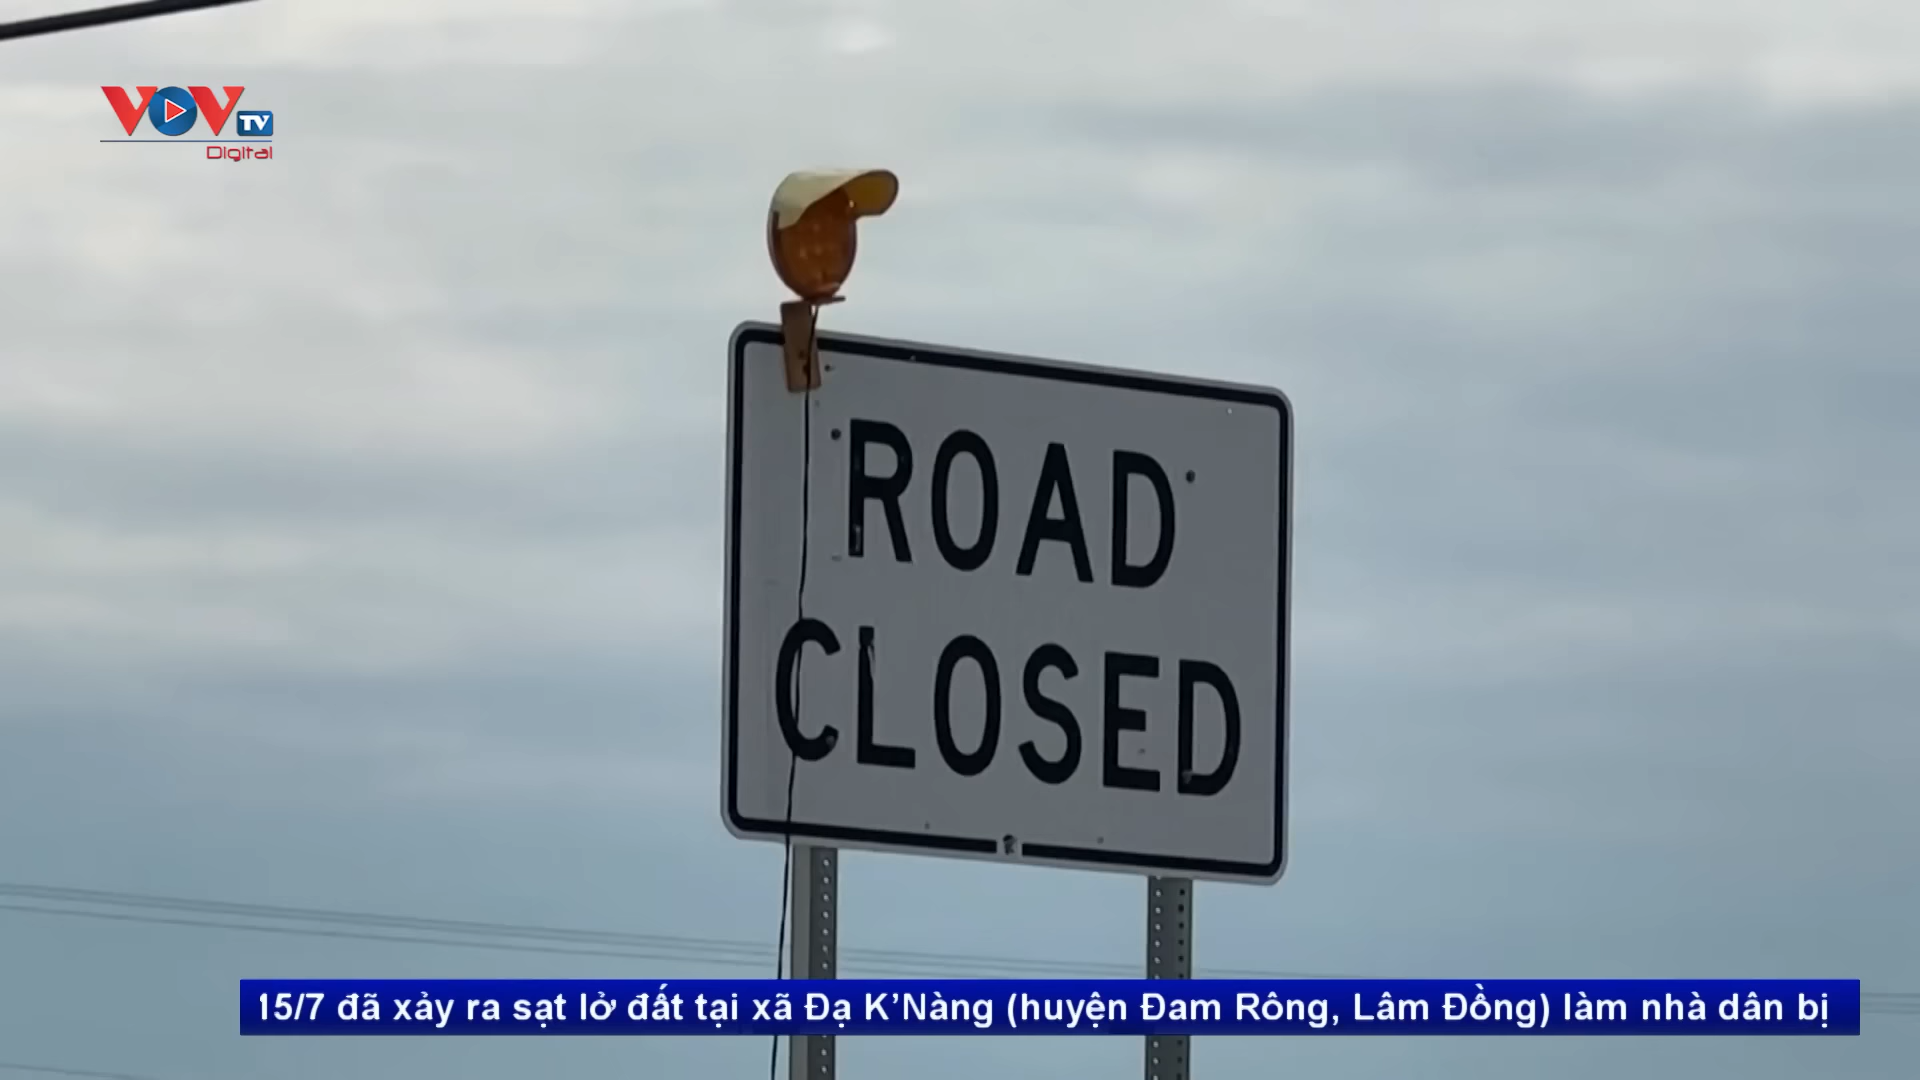 VOV TV
Digital
ROAD
CLOSED
15/7 đã xảy ra sạt lở đất tại xã Đạ K'Nàng (huyện Đam Rông, Lâm Đồng) làm nhà dân bị